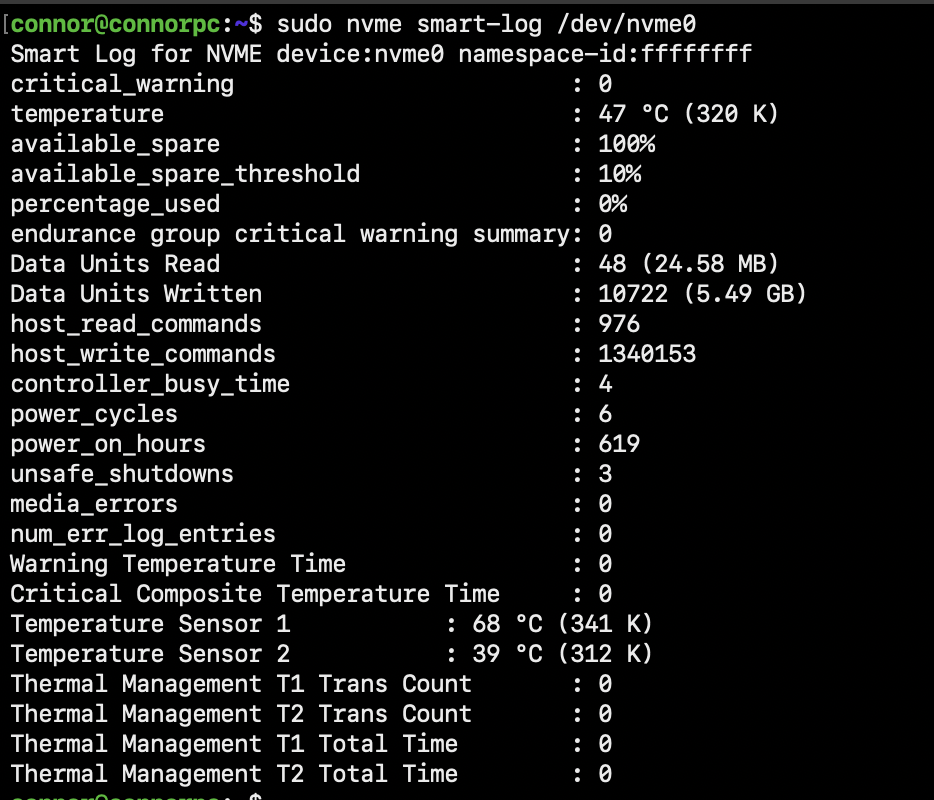 [connor@connorpc:~$ sudo nvme smart-log /dev/nvme0
Smart Log for NVME device:nvme0 namespace-id:ffffffff
critical_warning                        : 0
temperature                             : 47 °C (320 K)
available_spare                         : 100%
available_spare_threshold               : 10%
percentage_used                         : 0%
endurance group critical warning summary: 0
Data Units Read                         : 48 (24.58 MB)
Data Units Written                      : 10722 (5.49 GB)
host_read_commands                      : 976
host_write_commands                     : 1340153
controller_busy_time                    : 4
power_cycles                            : 6
power_on_hours                          : 619
unsafe_shutdowns                        : 3
media_errors                            : 0
num_err_log_entries                     : 0
Warning Temperature Time                : 0
Critical Composite Temperature Time     : 0
Temperature Sensor 1           : 68 °C (341 K)
Temperature Sensor 2           : 39 °C (312 K)
Thermal Management T1 Trans Count       : 0
Thermal Management T2 Trans Count       : 0
Thermal Management T1 Total Time        : 0
Thermal Management T2 Total Time        : 0
connor@connorpc:~$